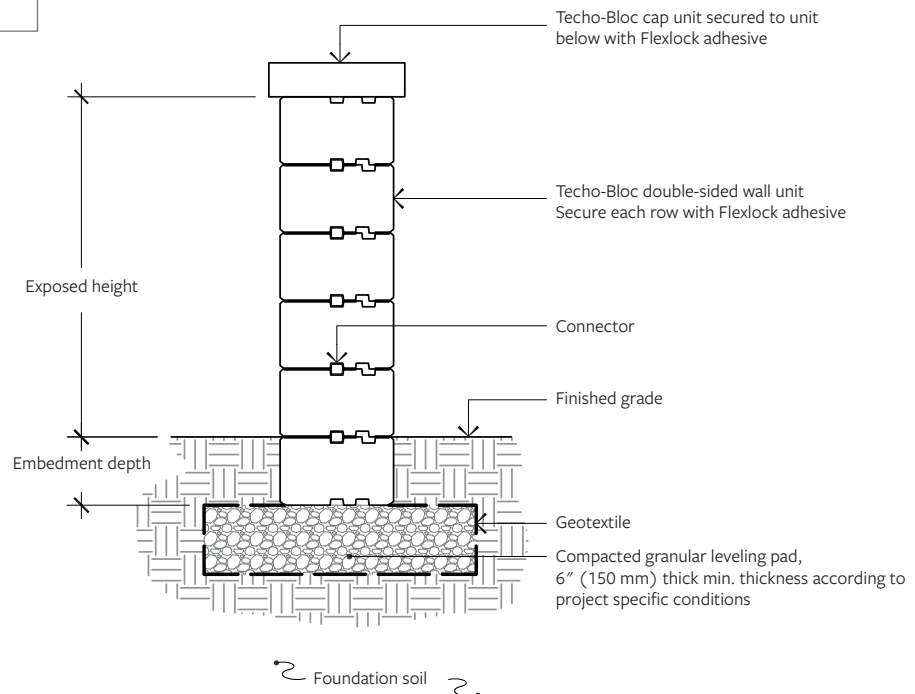 Techo-Bloc cap unit secured to unit
below with Flexlock adhesive
Techo-Bloc double-sided wall unit
Secure each row with Flexlock adhesive
Exposed height
Connector
Finished grade
Embedment depth
Geotextile
Compacted granular leveling pad,
6″ (150 mm) thick min. thickness according to
project specific conditions
Foundation soil